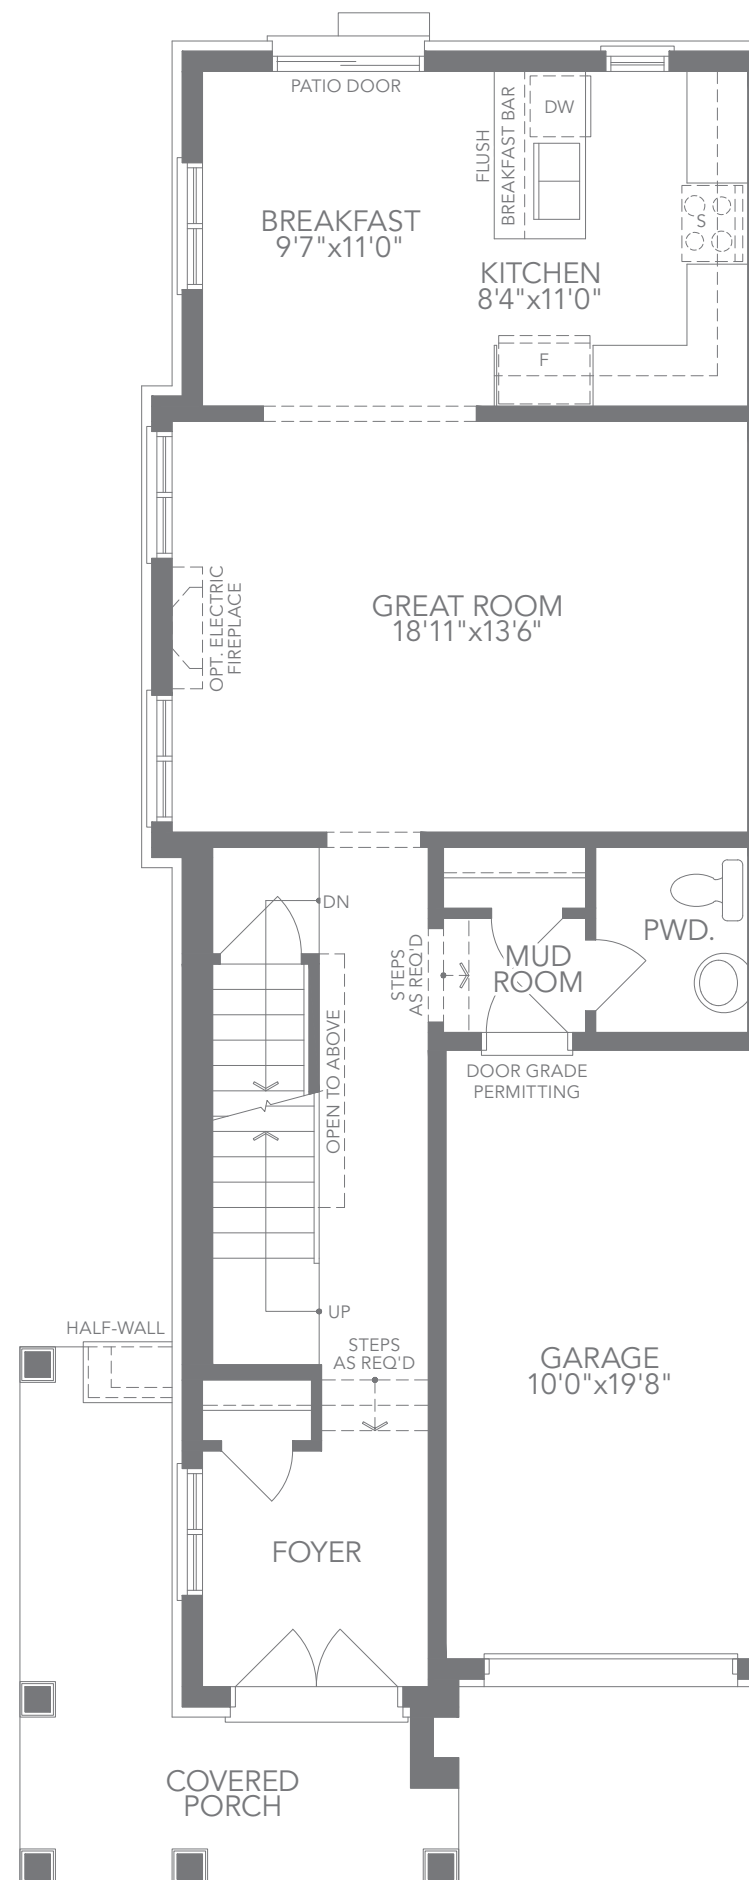 PATIO DOOR
FLUSH
BREAKFAST BAR
DW
S
BREAKFAST
9'7"x11'0"
KITCHEN
8'4"x11'0"
F
OPT. ELECTRIC
FIREPLACE
GREAT ROOM
18'11"x13'6"
DN
STEPS
AS REQ'D
MUD
ROOM
PWD.
OPEN TO ABOVE
DOOR GRADE
PERMITTING
UP
HALF-WALL
STEPS
AS REQ'D
GARAGE
10'0"x19'8"
FOYER
COVERED
PORCH